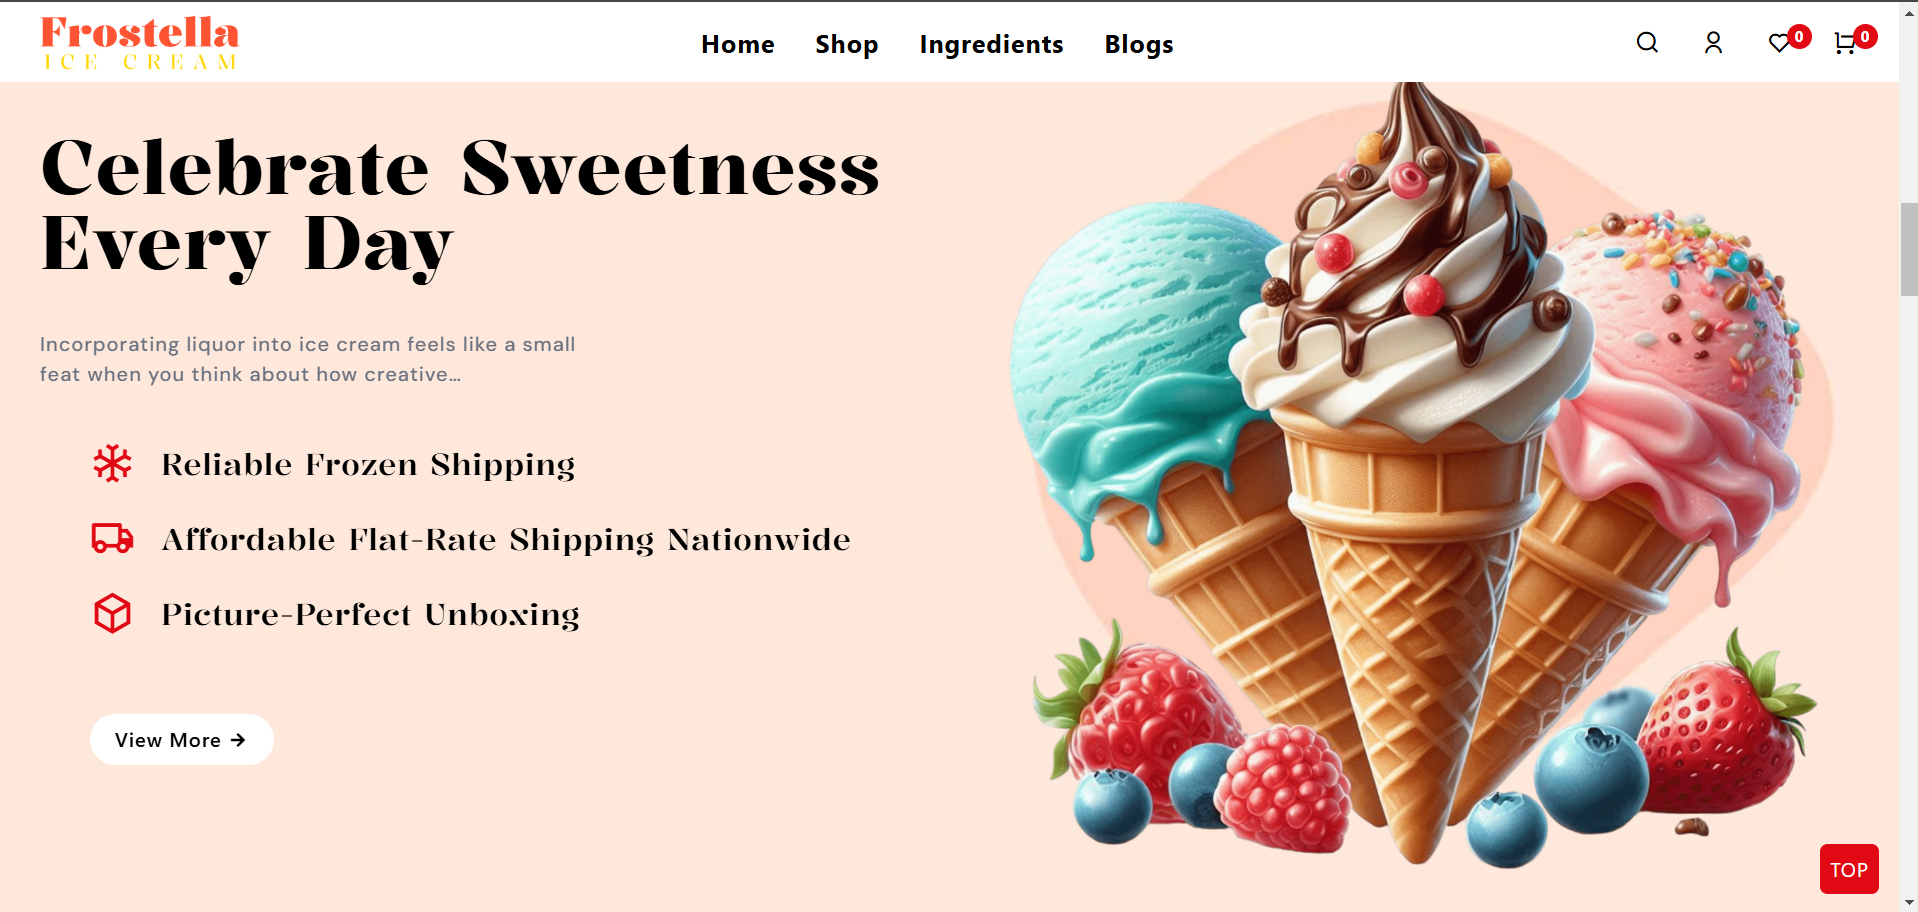 Frostella
ICE CREAM
Home Shop Ingredients Blogs
0 0
Celebrate Sweetness
Every Day
Incorporating liquor into ice cream feels like a small
feat when you think about how creative…
Reliable Frozen Shipping
Affordable Flat-Rate Shipping Nationwide
Picture-Perfect Unboxing
View More
TOP